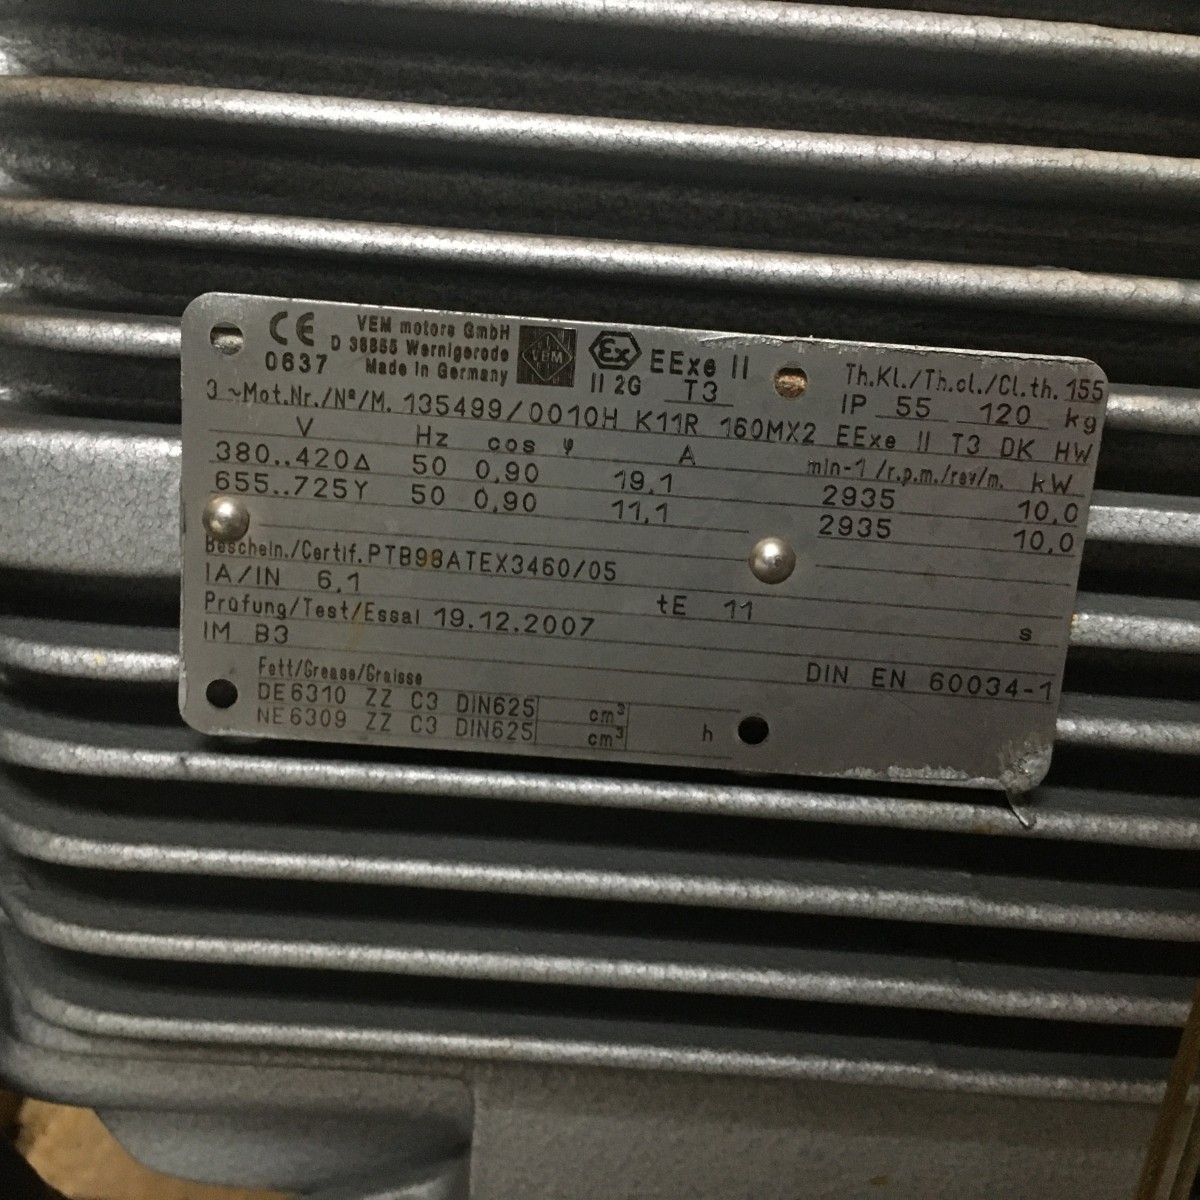 CE VEM motors GmbH
0637 D 38855 Wernigerode
Made in Germany
VEM
Ex EExe II
II 2G T3
Th.Kl./Th.cl./Cl.th. 155
IP 55 120 kg
3 ~Mot.Nr./Nº/M. 135499/0010H K11R 160MX2 EExe II T3 DK HW
V Hz cos φ A min-1/r.p.m./rev/m. kW
380..420Δ 50 0,90 19,1 2935 10,0
655..725Y 50 0,90 11,1 2935 10,0
Beschein./Certif. PTB98ATEX3460/05
IA/IN 6,1 tE 11 s
Prüfung/Test/Essai 19.12.2007
IM B3 DIN EN 60034-1
Fett/Grease/Graisse
DE 6310 ZZ C3 DIN625 cm³
NE 6309 ZZ C3 DIN625 cm³ h